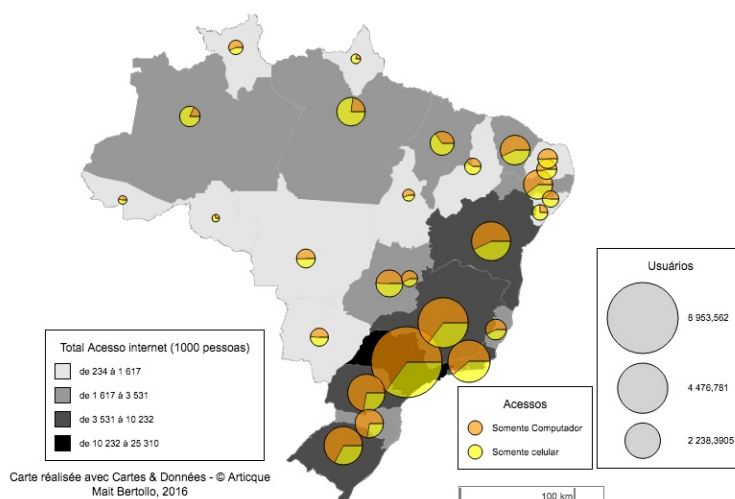 Usuários
8 953,562
4 476,781
2 238,3905
Total Acesso internet (1000 pessoas)
de 234 à 1 617
de 1 617 à 3 531
de 3 531 à 10 232
de 10 232 à 25 310
Acessos
Somente Computador
Somente celular
Carte réalisée avec Cartes & Données - © Articque
Mait Bertollo, 2016
100 km